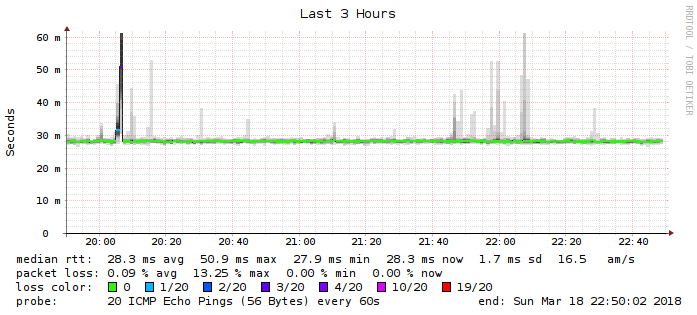 Last 3 Hours
RRDTOOL / TOBI OETIKER
Seconds
60 m
50 m
40 m
30 m
20 m
10 m
0
20:00 20:20 20:40 21:00 21:20 21:40 22:00 22:20 22:40
median rtt: 28.3 ms avg 50.9 ms max 27.9 ms min 28.3 ms now 1.7 ms sd 16.5 am/s
packet loss: 0.09 % avg 13.25 % max 0.00 % min 0.00 % now
loss color: 0 1/20 2/20 3/20 4/20 10/20 19/20
probe: 20 ICMP Echo Pings (56 Bytes) every 60s end: Sun Mar 18 22:50:02 2018